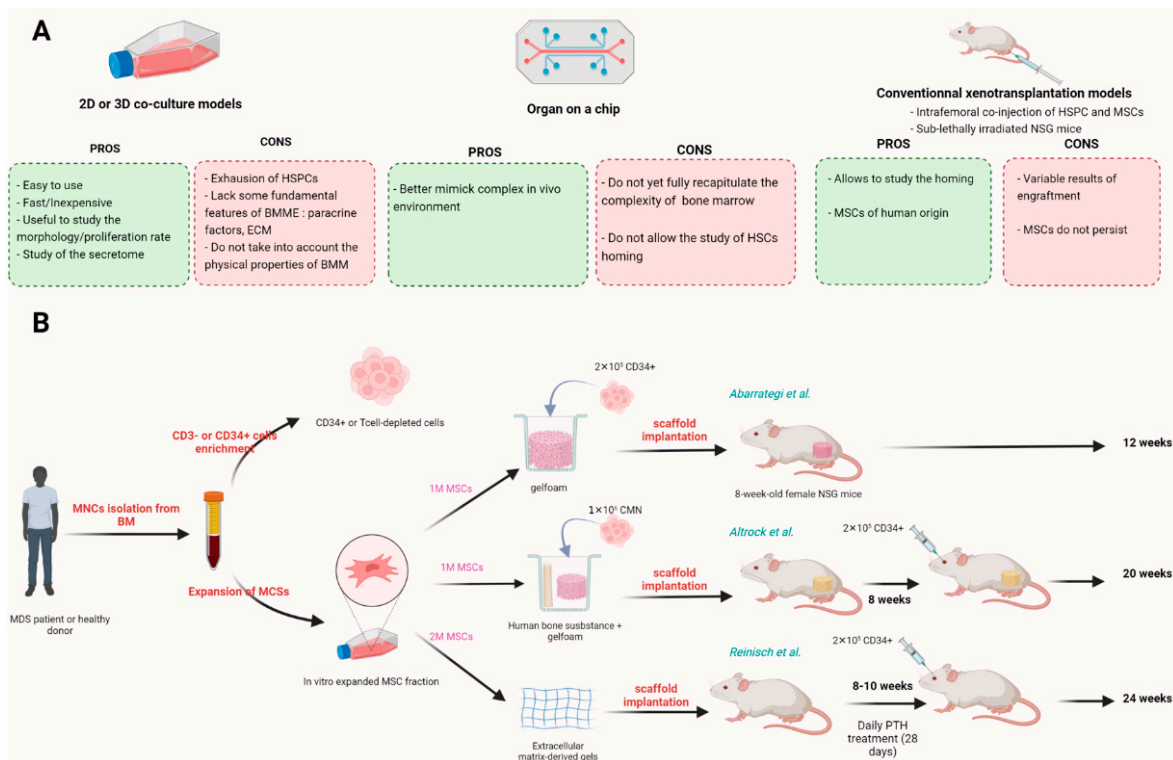 A
2D or 3D co-culture models
PROS
- Easy to use
- Fast/Inexpensive
- Useful to study the
morphology/proliferation rate
- Study of the secretome
CONS
- Exhausion of HSPCs
- Lack some fundamental
features of BMME : paracrine
factors, ECM
- Do not take into account the
physical properties of BMM
Organ on a chip
PROS
- Better mimick complex in vivo
environment
CONS
- Do not yet fully recapitulate the
complexity of bone marrow
- Do not allow the study of HSCs
homing
Conventionnal xenotransplantation models
- Intrafemoral co-injection of HSPC and MSCs
- Sub-lethally irradiated NSG mice
PROS
- Allows to study the homing
- MSCs of human origin
CONS
- Variable results of
engraftment
- MSCs do not persist
B
MDS patient or healthy
donor
MNCs isolation from
BM
CD3- or CD34+ cells
enrichment
CD34+ or Tcell-depleted cells
Expansion of MCSs
In vitro expanded MSC fraction
1M MSCs
2×10⁵ CD34+
gelfoam
scaffold
implantation
Abarrategi et al.
8-week-old female NSG mice
12 weeks
1M MSCs
1×10⁶ CMN
Human bone susbstance +
gelfoam
scaffold
implantation
Altrock et al.
8 weeks
2×10⁵ CD34+
20 weeks
2M MSCs
Extracellular
matrix-derived gels
scaffold
implantation
Reinisch et al.
8-10 weeks
Daily PTH
treatment (28
days)
2×10⁵ CD34+
24 weeks